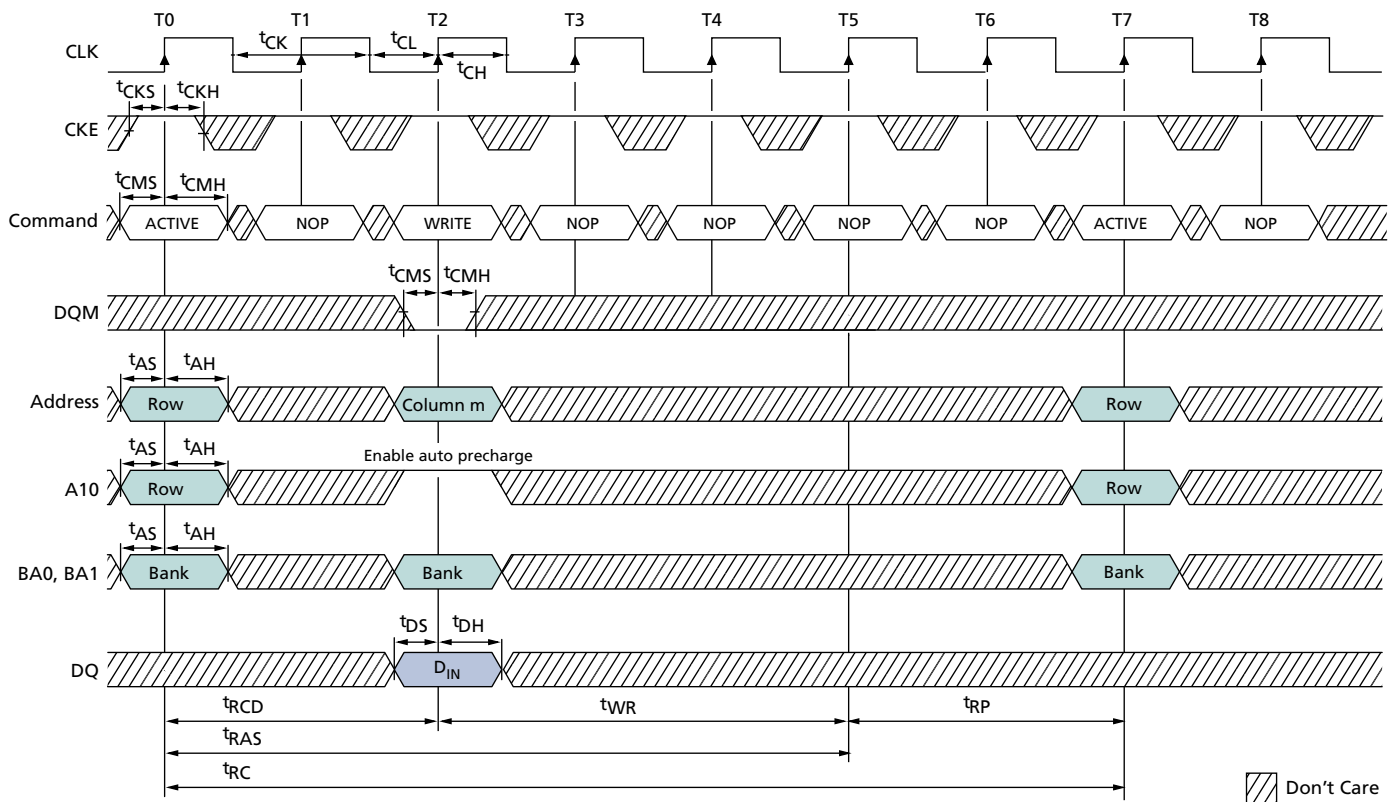 T0 T1 T2 T3 T4 T5 T6 T7 T8
CLK tCK tCL tCH
tCKS tCKH
CKE
tCMS tCMH
Command ACTIVE NOP WRITE NOP NOP NOP NOP ACTIVE NOP
tCMS tCMH
DQM
tAS tAH
Address Row Column m Row
tAS tAH Enable auto precharge
A10 Row Row
tAS tAH
BA0, BA1 Bank Bank Bank
tDS tDH
DQ DIN
tRCD tWR tRP
tRAS
tRC
Don't Care